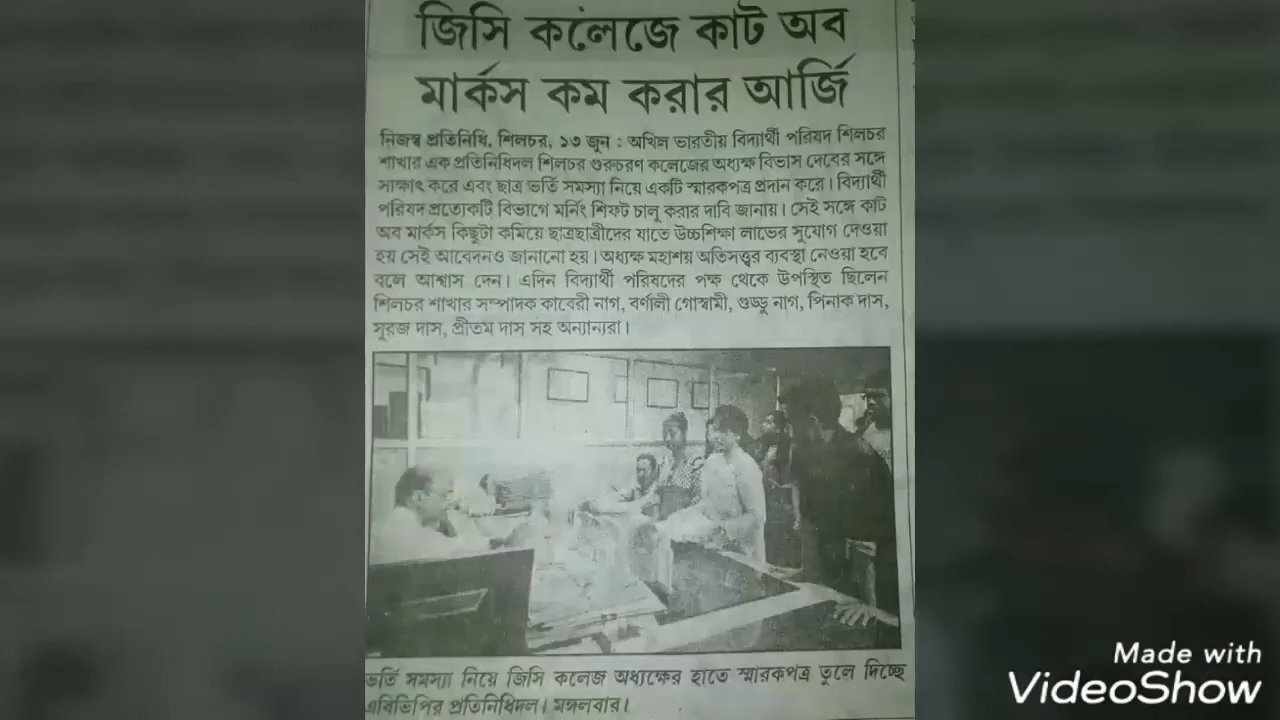 জিসি কলেজে কাট অব
মার্কস কম করার আর্জি
নিজস্ব প্রতিনিধি, শিলচর, ১৩ জুন : অখিল ভারতীয় বিদ্যার্থী পরিষদ শিলচর
শাখার এক প্রতিনিধিদল শিলচর গুরুচরণ কলেজের অধ্যক্ষ বিভাস দেবের সঙ্গে
সাক্ষাৎ করে এবং ছাত্র ভর্তি সমস্যা নিয়ে একটি স্মারকপত্র প্রদান করে। বিদ্যার্থী
পরিষদ প্রত্যেকটি বিভাগে মর্নিং শিফট চালু করার দাবি জানায়। সেই সঙ্গে কাট
অব মার্কস কিছুটা কমিয়ে ছাত্রছাত্রীদের যাতে উচ্চশিক্ষা লাভের সুযোগ দেওয়া
হয় সেই আবেদনও জানানো হয়। অধ্যক্ষ মহাশয় অতিসত্ত্বর ব্যবস্থা নেওয়া হবে
বলে আশ্বাস দেন। এদিন বিদ্যার্থী পরিষদের পক্ষ থেকে উপস্থিত ছিলেন
শিলচর শাখার সম্পাদক কাবেরী নাগ, বর্ণালী গোস্বামী, গুড্ডু নাগ, পিনাক দাস,
সুরজ দাস, প্রীতম দাস সহ অন্যান্যরা।
ভর্তি সমস্যা নিয়ে জিসি কলেজ অধ্যক্ষের হাতে স্মারকপত্র তুলে দিচ্ছে
এবিভিপির প্রতিনিধিদল। মঙ্গলবার।
Made with
VideoShow